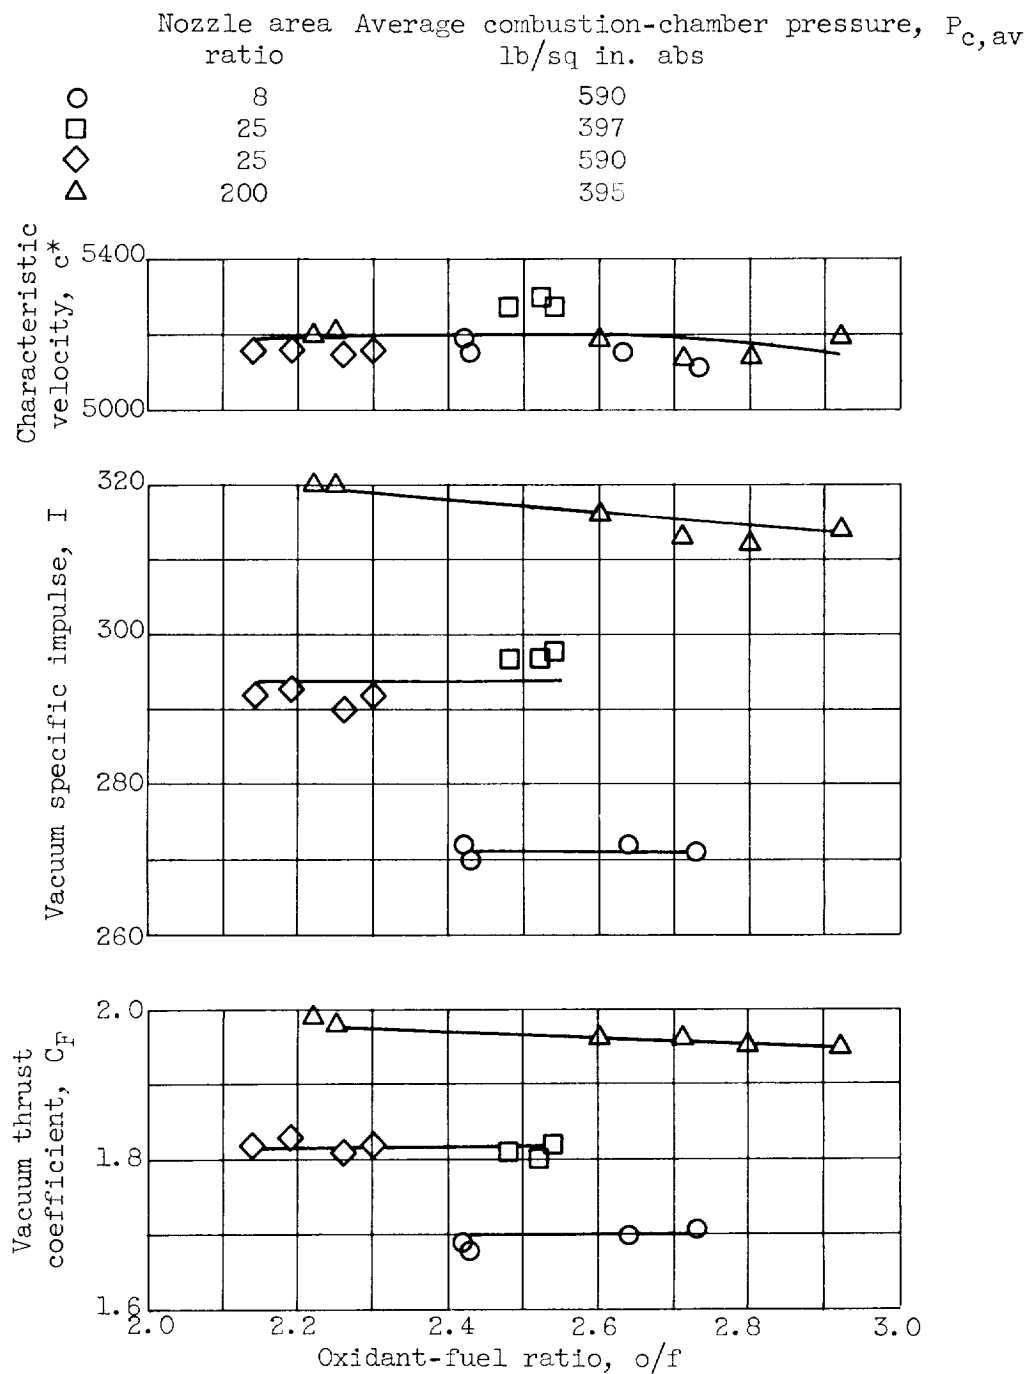 Nozzle area Average combustion-chamber pressure, Pc, av
ratio lb/sq in. abs
8 590
25 397
25 590
200 395
Characteristic
velocity, c*
5400
5000
Vacuum specific impulse, I
320
300
280
260
Vacuum thrust
coefficient, CF
2.0
1.8
1.6
2.0 2.2 2.4 2.6 2.8 3.0
Oxidant-fuel ratio, o/f